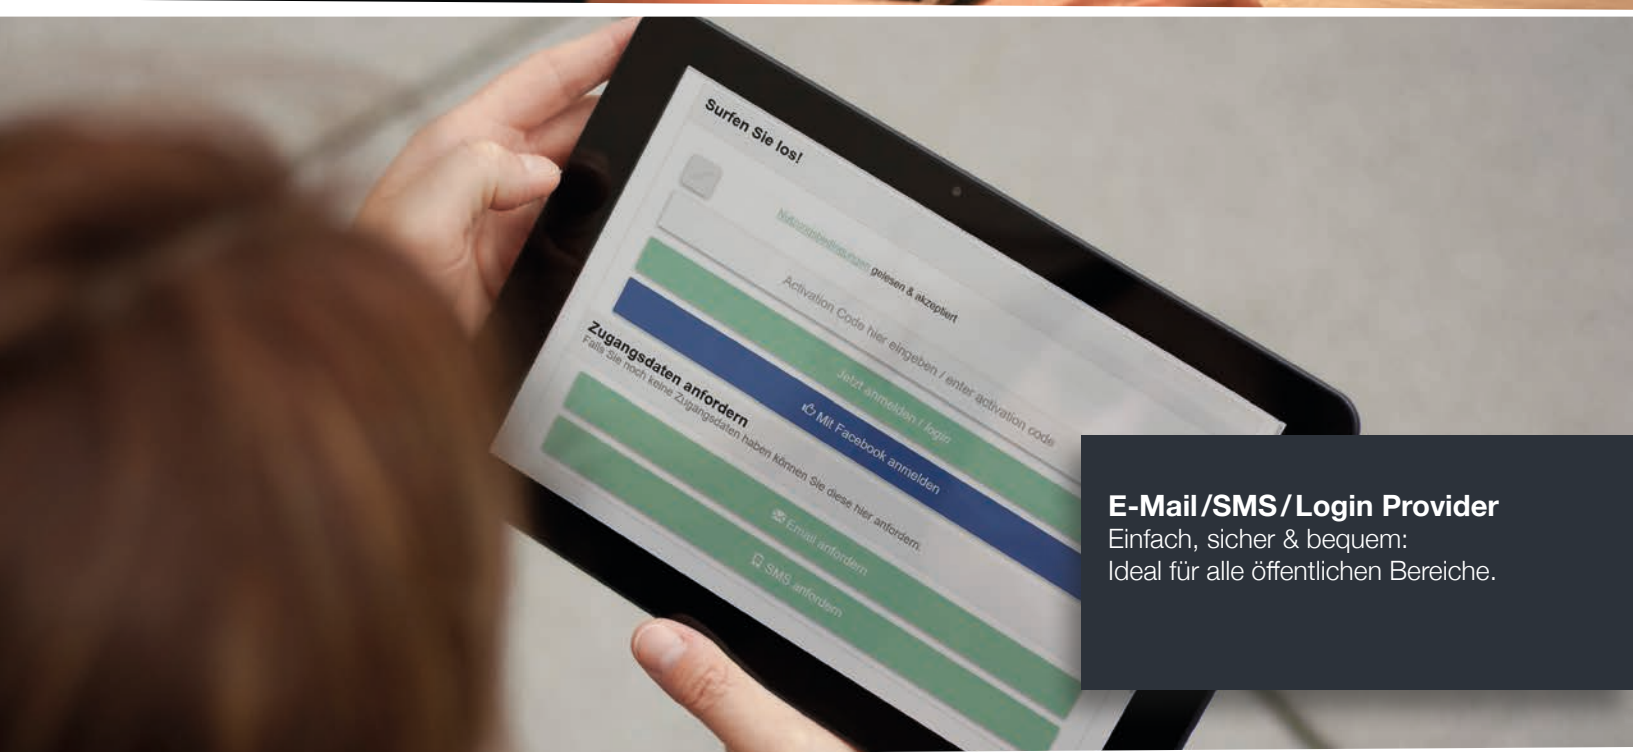 Surfen Sie los!
Nutzungsbedingungen gelesen & akzeptiert
Activation Code hier eingeben / enter activation code
Jetzt anmelden / login
Mit Facebook anmelden
Zugangsdaten anfordern
Falls Sie noch keine Zugangsdaten haben können Sie diese hier anfordern.
Email anfordern
SMS anfordern
E-Mail/SMS/Login Provider
Einfach, sicher & bequem:
Ideal für alle öffentlichen Bereiche.